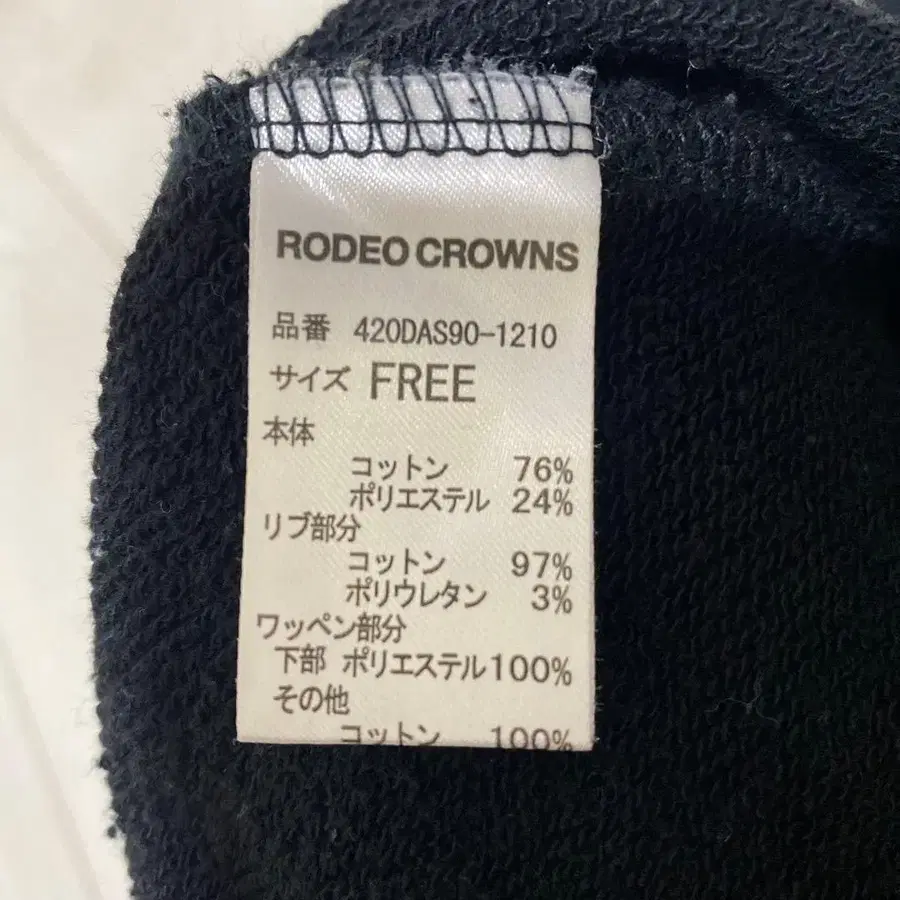 RODEO CROWNS
品番 420DAS90-1210
サイズ FREE
本体
コットン 76%
ポリエステル 24%
リブ部分
コットン 97%
ポリウレタン 3%
ワッペン部分
下部 ポリエステル100%
その他
コットン 100%